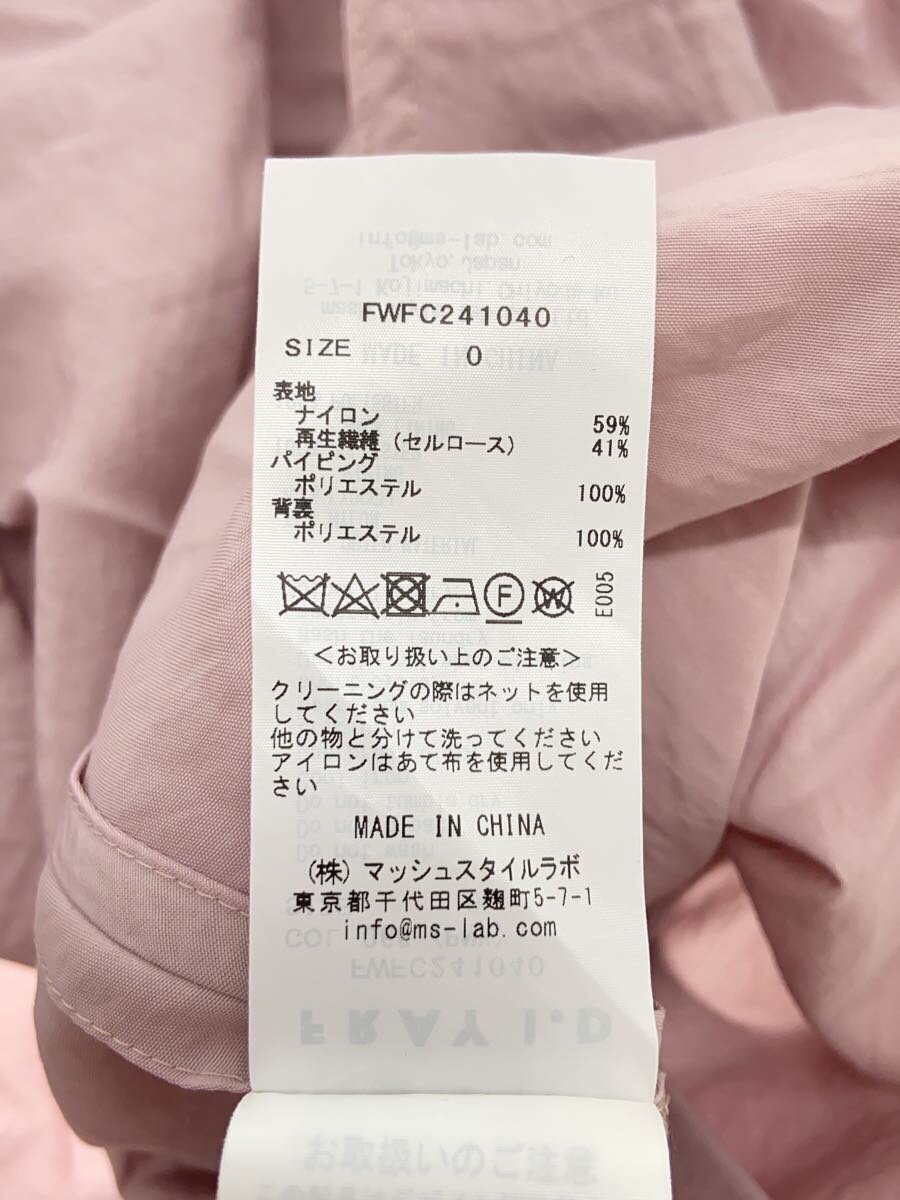 FWFC241040
SIZE 0
表地
ナイロン 59%
再生繊維(セルロース) 41%
パイピング
ポリエステル 100%
背裏
ポリエステル 100%
F W E005
<お取り扱い上のご注意>
クリーニングの際はネットを使用
してください
他の物と分けて洗ってください
アイロンはあて布を使用してくだ
さい
MADE IN CHINA
(株)マッシュスタイルラボ
東京都千代田区麹町5-7-1
info@ms-lab.com
FWFC241040
FRAY I.D
お取扱いのご注意